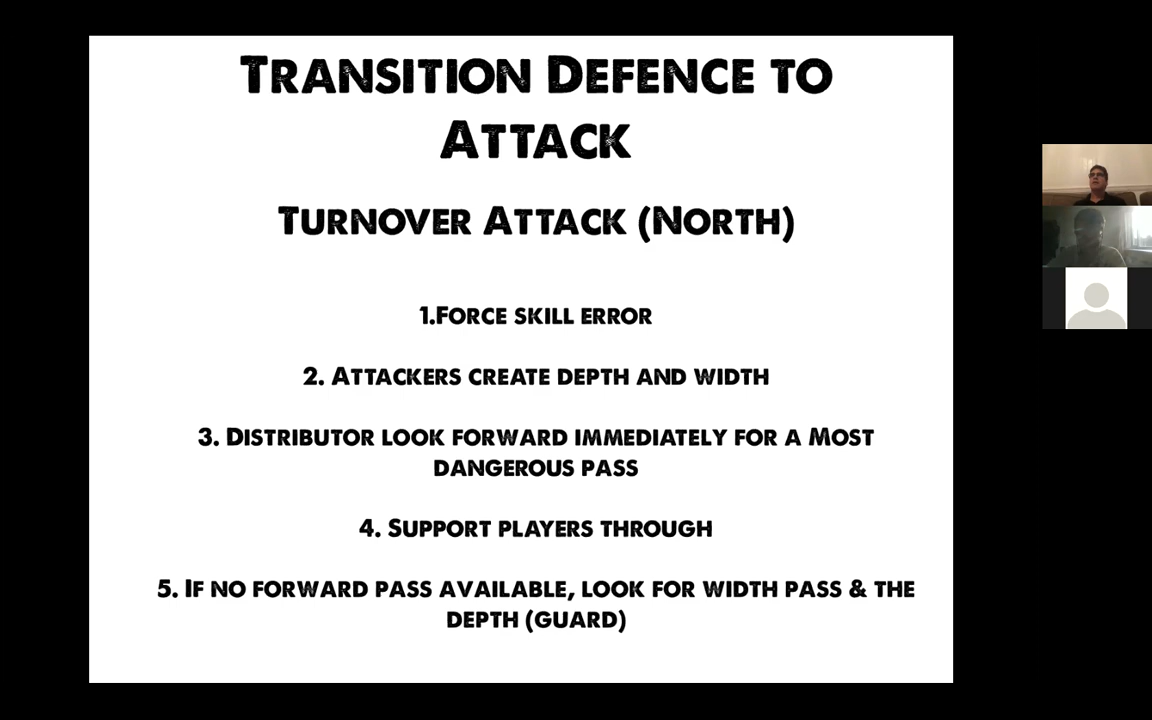 Transition Defence to
Attack
Turnover Attack (North)
1.Force skill error
2. Attackers create depth and width
3. Distributor look forward immediately for a Most
dangerous pass
4. Support players through
5. If no forward pass available, look for width pass & the
depth (guard)